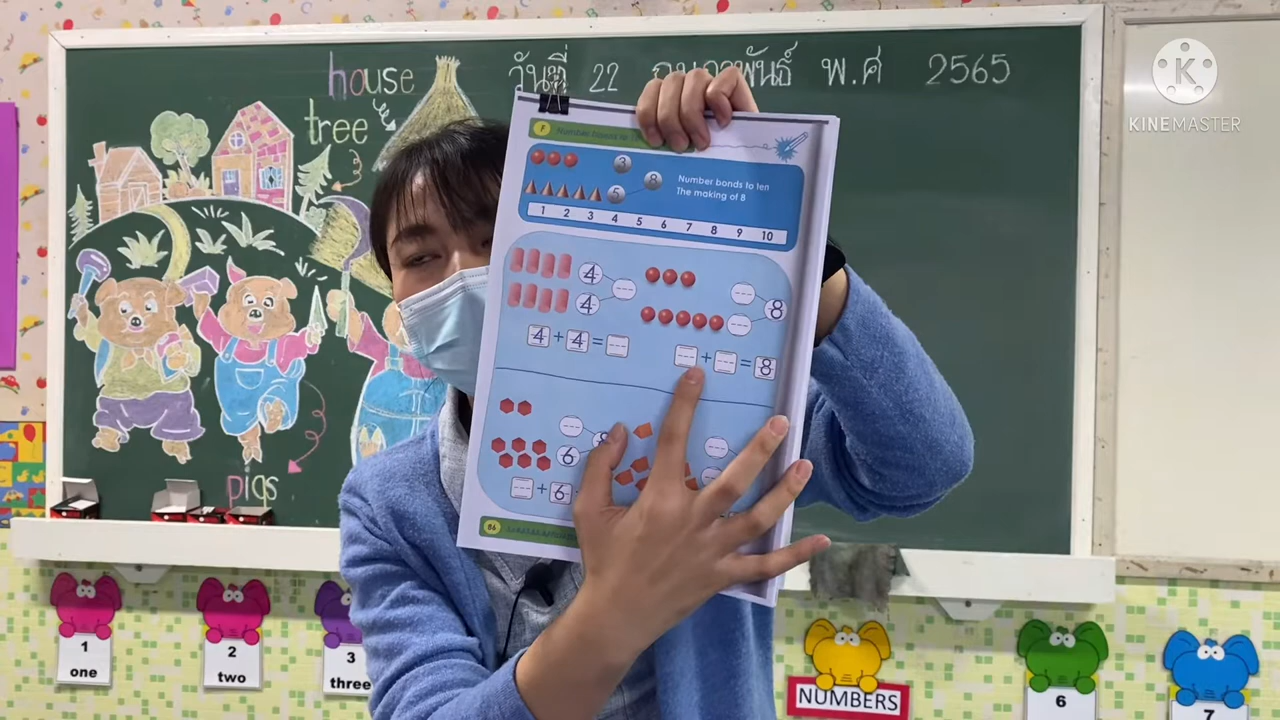 house
tree
วันที่ 22 กุมภาพันธ์ พ.ศ 2565
KINEMASTER
Number bonds to
3
8
5
Number bonds to ten
The making of 8
1 2 3 4 5 6 7 8 9 10
4
4
8
4 + 4 =
+ = 8
6
+ 6
86
pigs
1
one
2
two
3
three
NUMBERS
6
7